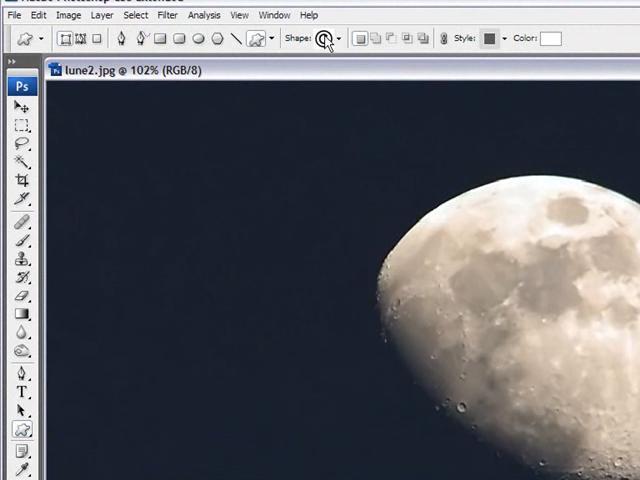 File Edit Image Layer Select Filter Analysis View Window Help
Shape: Style: Color:
lune2.jpg @ 102% (RGB/8)
Ps
T